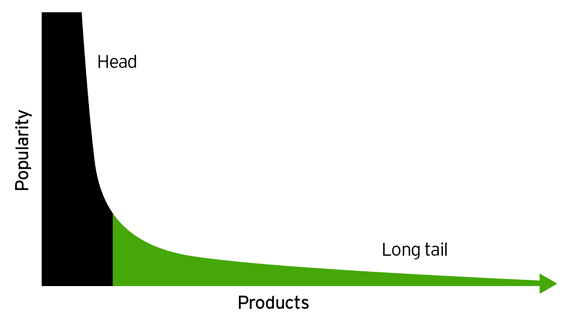 Head
Popularity
Long tail
Products